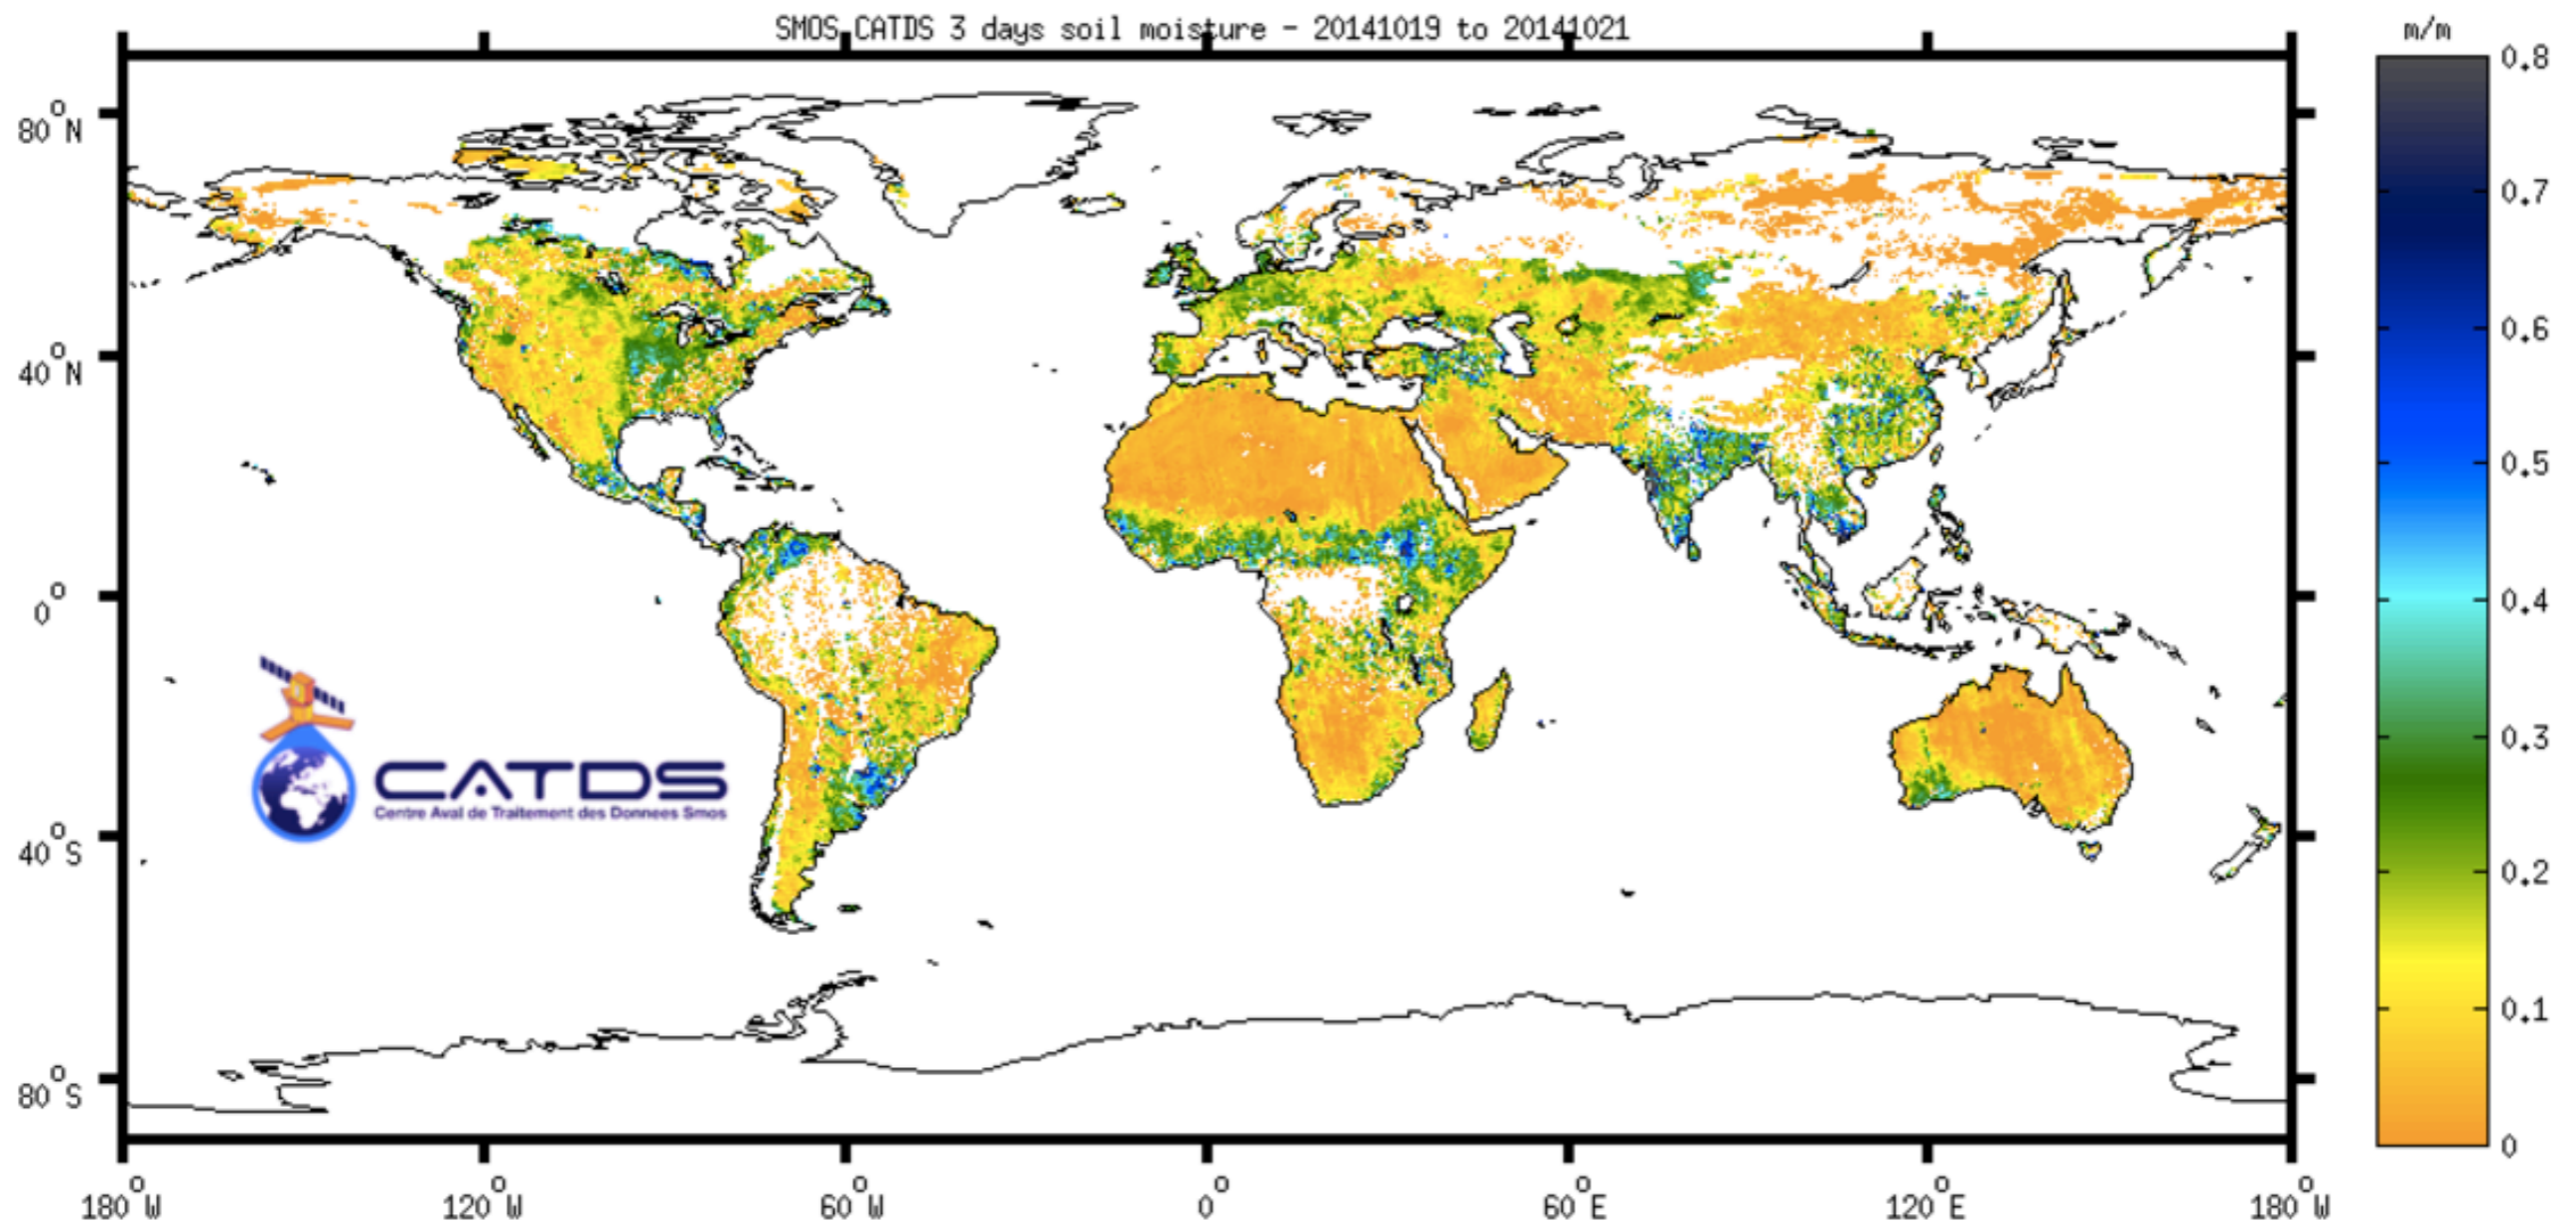 SMOS CATDS 3 days soil moisture - 20141019 to 20141021
m/m
0.8
0.7
0.6
0.5
0.4
0.3
0.2
0.1
0
80°N
40°N
0°
40°S
80°S
CATDS
Centre Aval de Traitement des Donnees Smos
180°W
120°W
60°W
0°
60°E
120°E
180°W